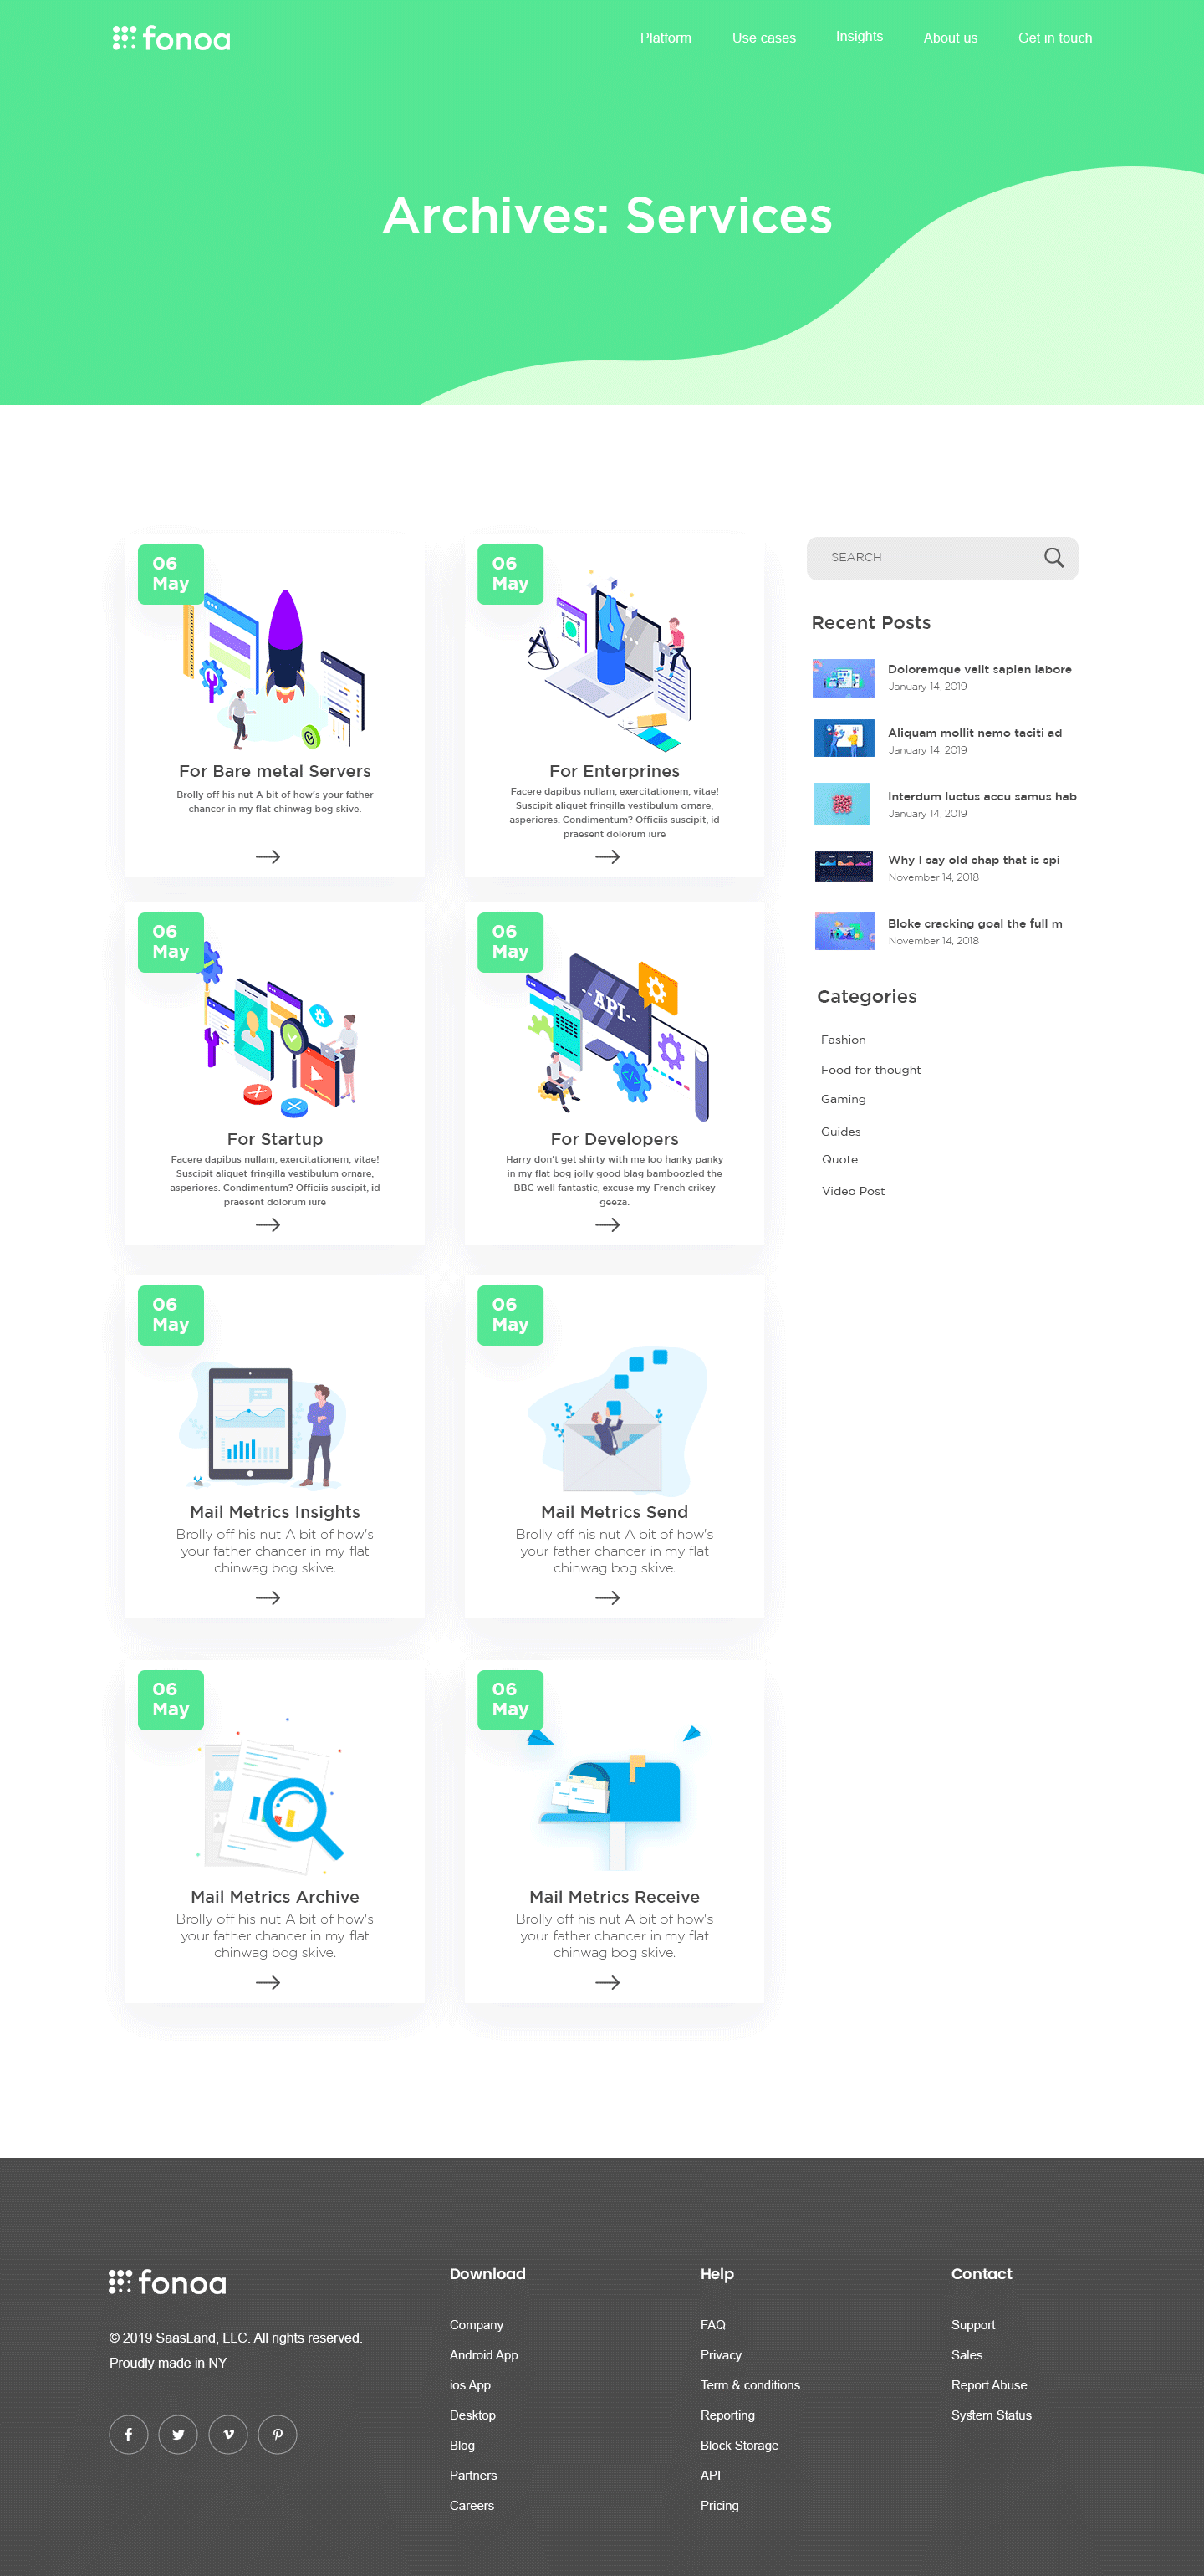 fonoa
Platform Use cases Insights About us Get in touch
Archives: Services
06
May
For Bare metal Servers
Brolly off his nut A bit of how's your father
chancer in my flat chinwag bog skive.
06
May
For Enterprines
Facere dapibus nullam, exercitationem, vitae!
Suscipit aliquet fringilla vestibulum ornare,
asperiores. Condimentum? Officiis suscipit, id
praesent dolorum iure
06
May
For Startup
Facere dapibus nullam, exercitationem, vitae!
Suscipit aliquet fringilla vestibulum ornare,
asperiores. Condimentum? Officiis suscipit, id
praesent dolorum iure
06
May
--API--
For Developers
Harry don't get shirty with me loo hanky panky
in my flat bog jolly good blag bamboozled the
BBC well fantastic, excuse my French crikey
geeza.
06
May
Mail Metrics Insights
Brolly off his nut A bit of how's
your father chancer in my flat
chinwag bog skive.
06
May
Mail Metrics Send
Brolly off his nut A bit of how's
your father chancer in my flat
chinwag bog skive.
06
May
Mail Metrics Archive
Brolly off his nut A bit of how's
your father chancer in my flat
chinwag bog skive.
06
May
Mail Metrics Receive
Brolly off his nut A bit of how's
your father chancer in my flat
chinwag bog skive.
SEARCH
Recent Posts
Doloremque velit sapien labore
January 14, 2019
Aliquam mollit nemo taciti ad
January 14, 2019
Interdum luctus accu samus hab
January 14, 2019
Why I say old chap that is spi
November 14, 2018
Bloke cracking goal the full m
November 14, 2018
Categories
Fashion
Food for thought
Gaming
Guides
Quote
Video Post
fonoa
© 2019 SaasLand, LLC. All rights reserved.
Proudly made in NY
Download
Company
Android App
ios App
Desktop
Blog
Partners
Careers
Help
FAQ
Privacy
Term & conditions
Reporting
Block Storage
API
Pricing
Contact
Support
Sales
Report Abuse
System Status